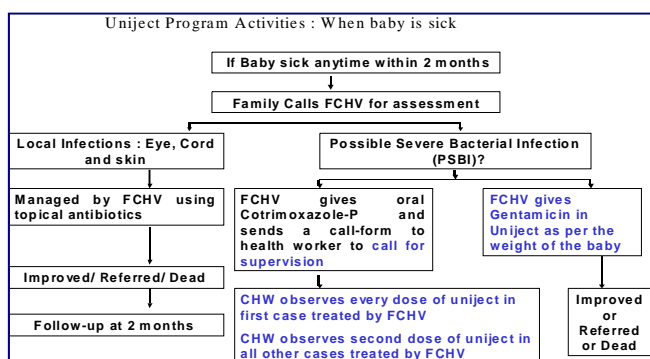 Uniject Program Activities : When baby is sick
If Baby sick anytime within 2 months
Family Calls FCHV for assessment
Local Infections : Eye, Cord
and skin
Possible Severe Bacterial Infection
(PSBI)?
Managed by FCHV using
topical antibiotics
FCHV gives oral
Cotrimoxazole-P and
sends a call-form to
health worker to call for
supervision
FCHV gives
Gentamicin in
Uniject as per the
weight of the baby
Improved/ Referred/ Dead
Follow-up at 2 months
CHW observes every dose of uniject in
first case treated by FCHV
CHW observes second dose of uniject in
all other cases treated by FCHV
Improved
or
Referred
or Dead